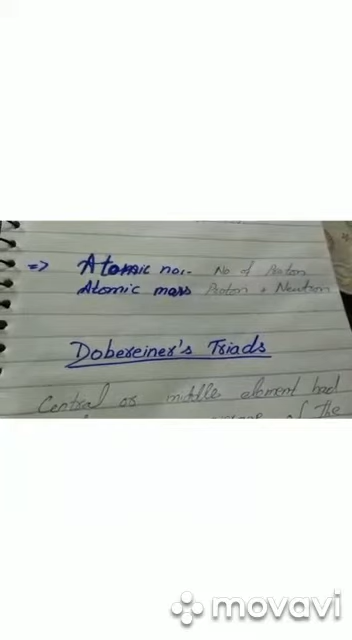 => Atomic no:- No of Proton
Atomic mass Proton + Neutron
Dobereiner's Triads
Central or middle element had
of the
movavi